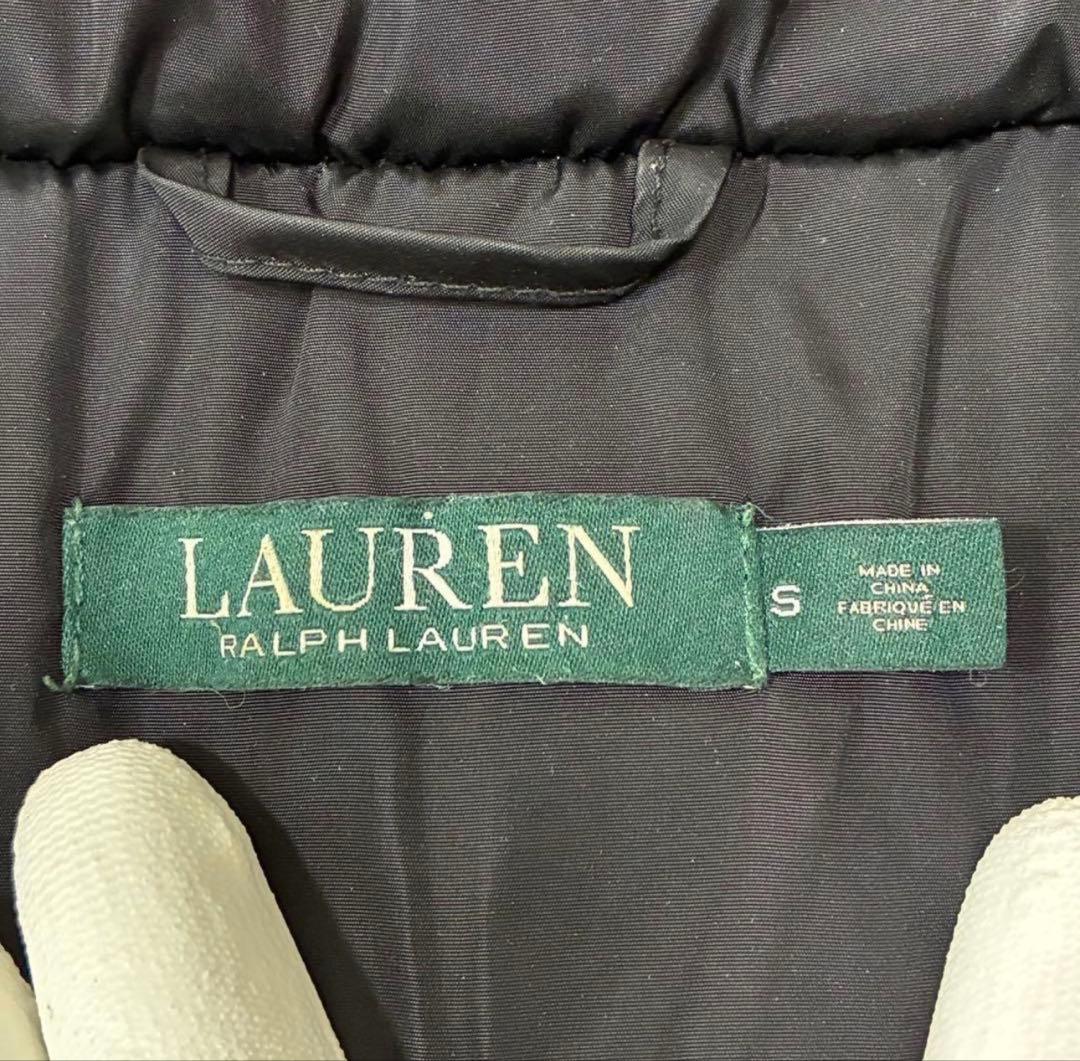 LAUREN
RALPH LAUREN
S
MADE IN
CHINA
FABRIQUÉ EN
CHINE